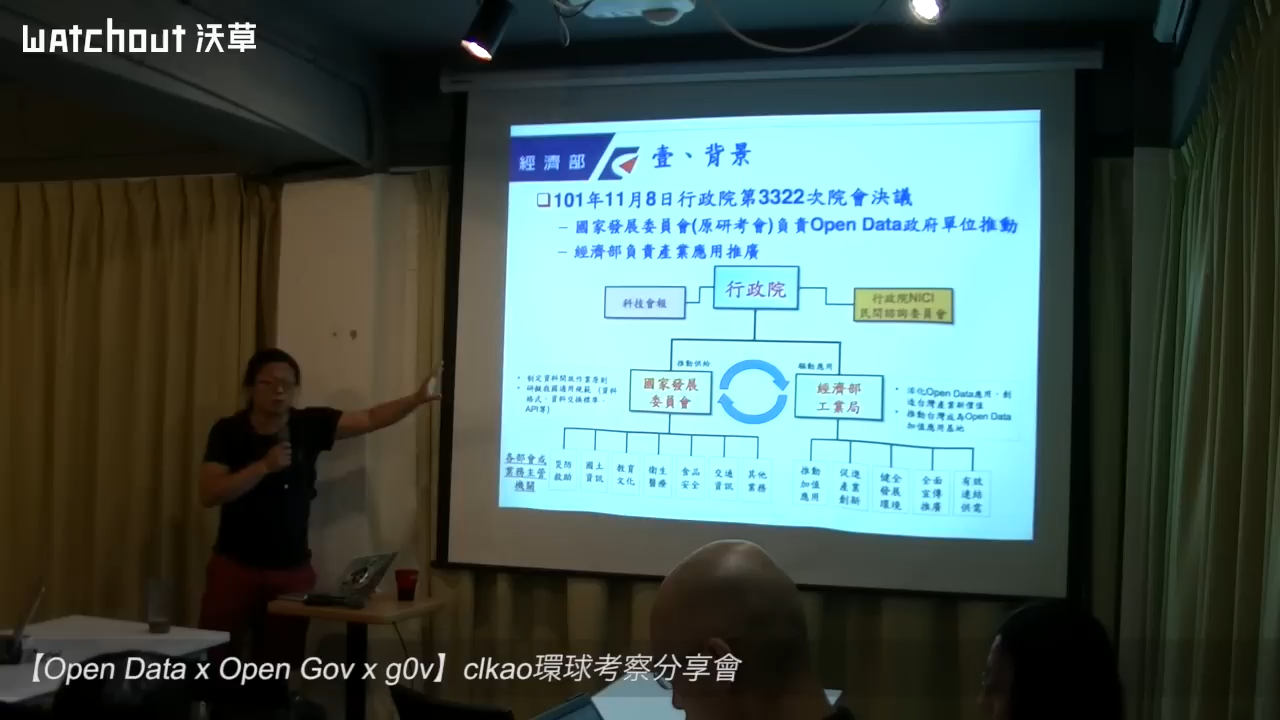 WATCHOUT 沃草
經濟部
壹、背景
❑101年11月8日行政院第3322次院會決議
– 國家發展委員會(原研考會)負責Open Data政府單位推動
– 經濟部負責產業應用推廣
行政院
科技會報
行政院NICI
民間諮詢委員會
推動供給
驅動應用
• 制定資料開放作業原則
• 研擬我國通用規範（資料
格式、資料交換標準、
API等）
國家發展
委員會
經濟部
工業局
• 活化Open Data應用，創
造台灣產業新價值
• 推動台灣成為Open Data
加值應用基地
各部會或
業務主管
機關
災防
救助
國土
資訊
教育
文化
衛生
醫療
食品
安全
交通
資訊
其他
業務
推動
加值
應用
促進
產業
創新
健全
發展
環境
全面
宣傳
推廣
有效
連結
供需
【Open Data x Open Gov x g0v】clkao環球考察分享會